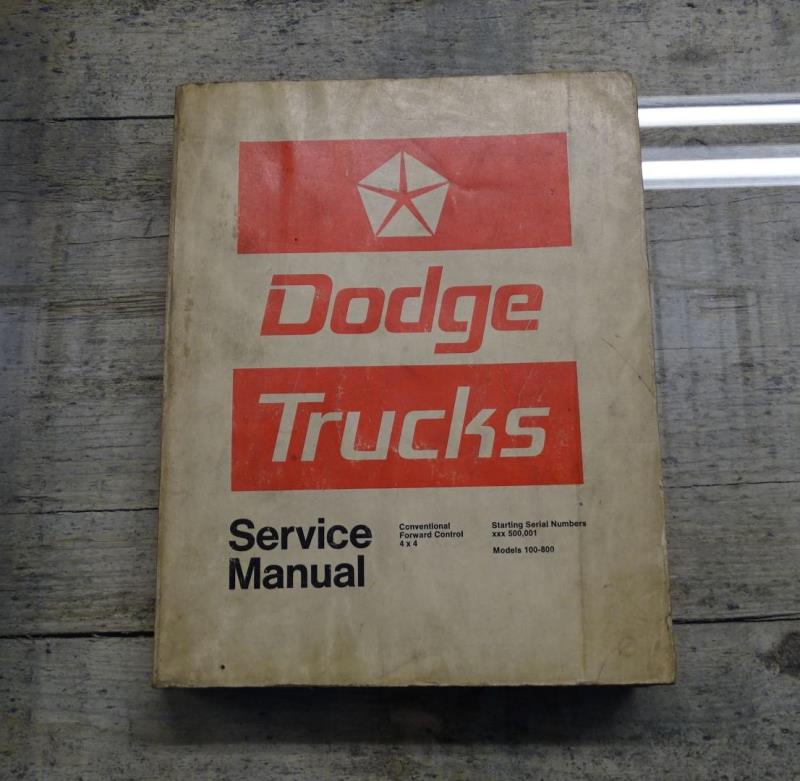 Dodge
Trucks
Service
Manual
Conventional
Forward Control
4 x 4
Starting Serial Numbers
xxx 500,001
Models 100-800